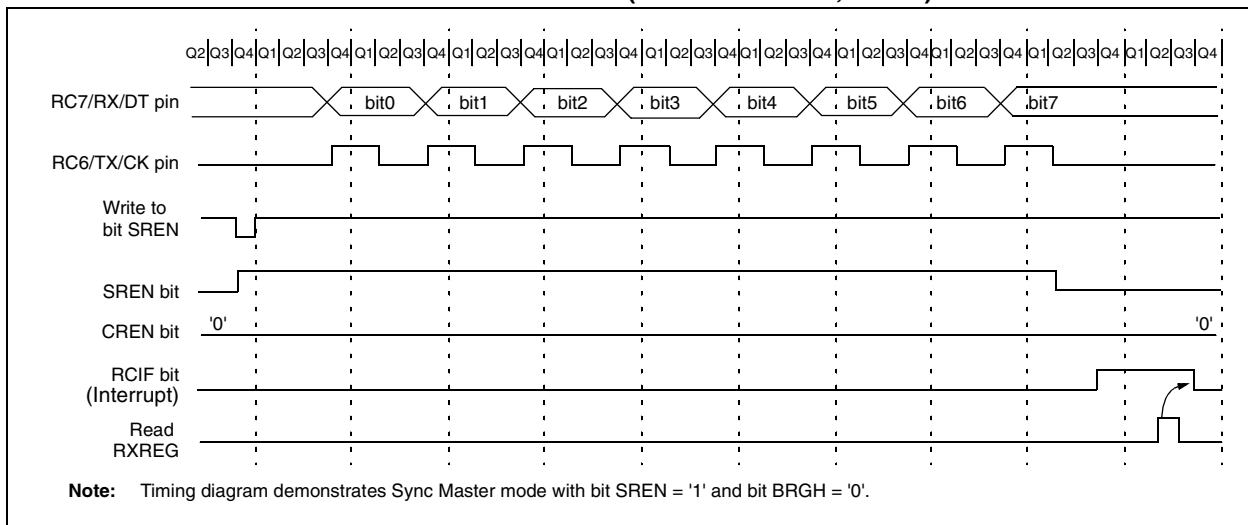 Q2 Q3 Q4 Q1 Q2 Q3 Q4 Q1 Q2 Q3 Q4 Q1 Q2 Q3 Q4 Q1 Q2 Q3 Q4 Q1 Q2 Q3 Q4 Q1 Q2 Q3 Q4 Q1 Q2 Q3 Q4 Q1 Q2 Q3 Q4 Q1 Q2 Q3 Q4 Q1 Q2 Q3 Q4
RC7/RX/DT pin bit0 bit1 bit2 bit3 bit4 bit5 bit6 bit7
RC6/TX/CK pin
Write to
bit SREN
SREN bit
CREN bit '0' '0'
RCIF bit
(Interrupt)
Read
RXREG
Note: Timing diagram demonstrates Sync Master mode with bit SREN = '1' and bit BRGH = '0'.